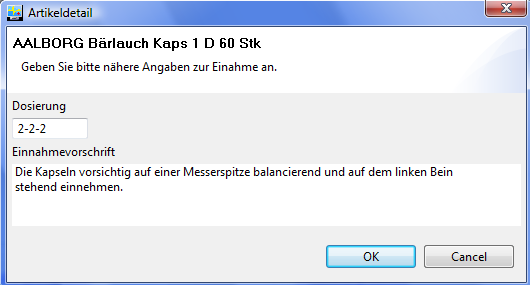 Artikeldetail
AALBORG Bärlauch Kaps 1 D 60 Stk
Geben Sie bitte nähere Angaben zur Einahme an.
Dosierung
2-2-2
Einnahmevorschrift
Die Kapseln vorsichtig auf einer Messerspitze balancierend und auf dem linken Bein
stehend einnehmen.
OK Cancel